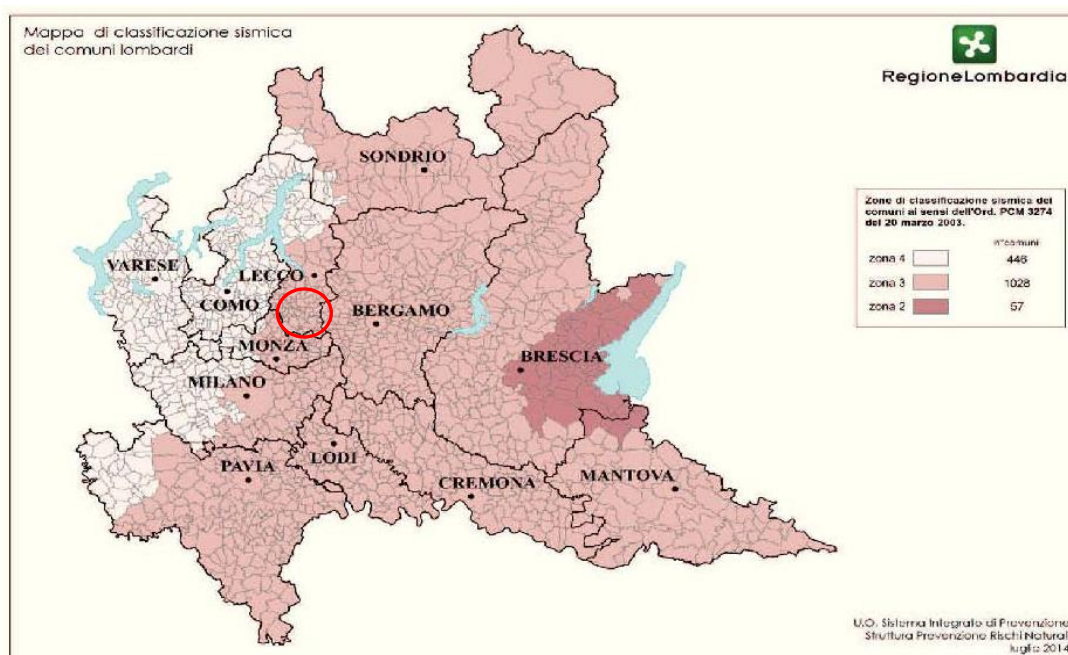 Mappa di classificazione sismica
dei comuni lombardi
RegioneLombardia
SONDRIO
VARESE
LECCO
COMO
BERGAMO
MONZA
BRESCIA
MILANO
PAVIA
LODI
CREMONA
MANTOVA
Zone di classificazione sismica dei
comuni ai sensi dell'Ord. PCM 3274
del 20 marzo 2003.
n°comuni
zona 4 446
zona 3 1028
zona 2 57
U.O. Sistema Integrato di Prevenzione
Struttura Prevenzione Rischi Natural
luglio 2014